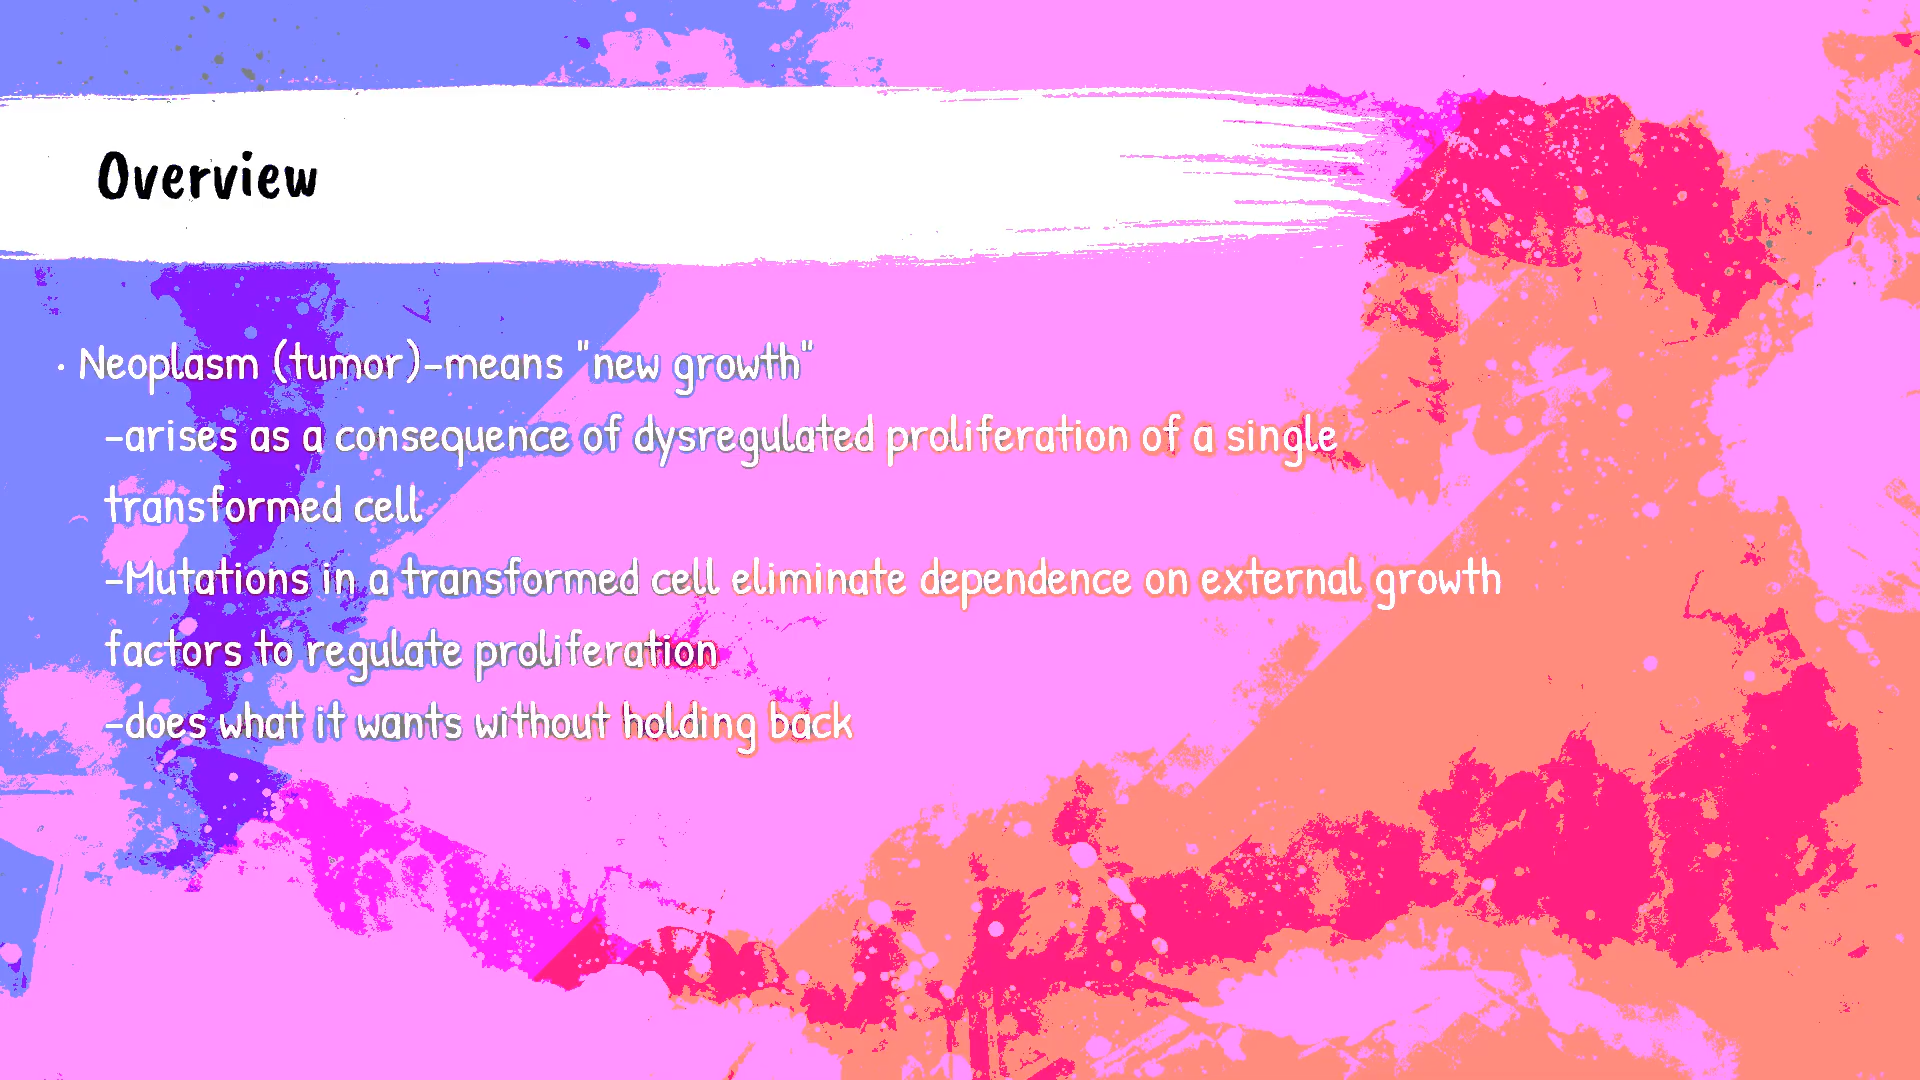 Overview
· Neoplasm (tumor)-means "new growth"
-arises as a consequence of dysregulated proliferation of a single
transformed cell
-Mutations in a transformed cell eliminate dependence on external growth
factors to regulate proliferation
-does what it wants without holding back